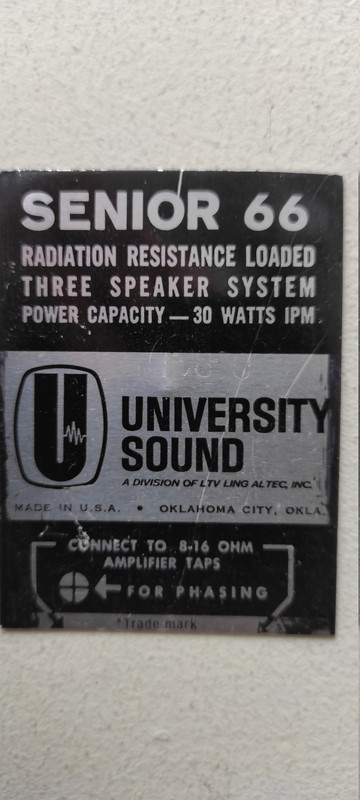 SENIOR 66
RADIATION RESISTANCE LOADED
THREE SPEAKER SYSTEM
POWER CAPACITY — 30 WATTS IPM
UNIVERSITY
SOUND
A DIVISION OF LTV LING ALTEC, INC.
MADE IN U.S.A. • OKLAHOMA CITY, OKLA.
CONNECT TO 8-16 OHM
AMPLIFIER TAPS
FOR PHASING
*Trade mark